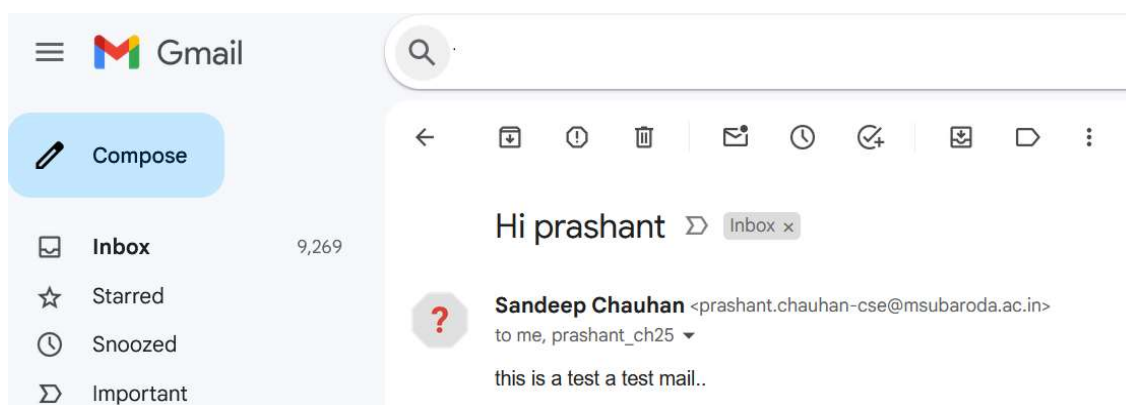 Gmail
Compose
Inbox 9,269
Starred
Snoozed
Important
Hi prashant Inbox ×
?
Sandeep Chauhan <prashant.chauhan-cse@msubaroda.ac.in>
to me, prashant_ch25
this is a test a test mail..